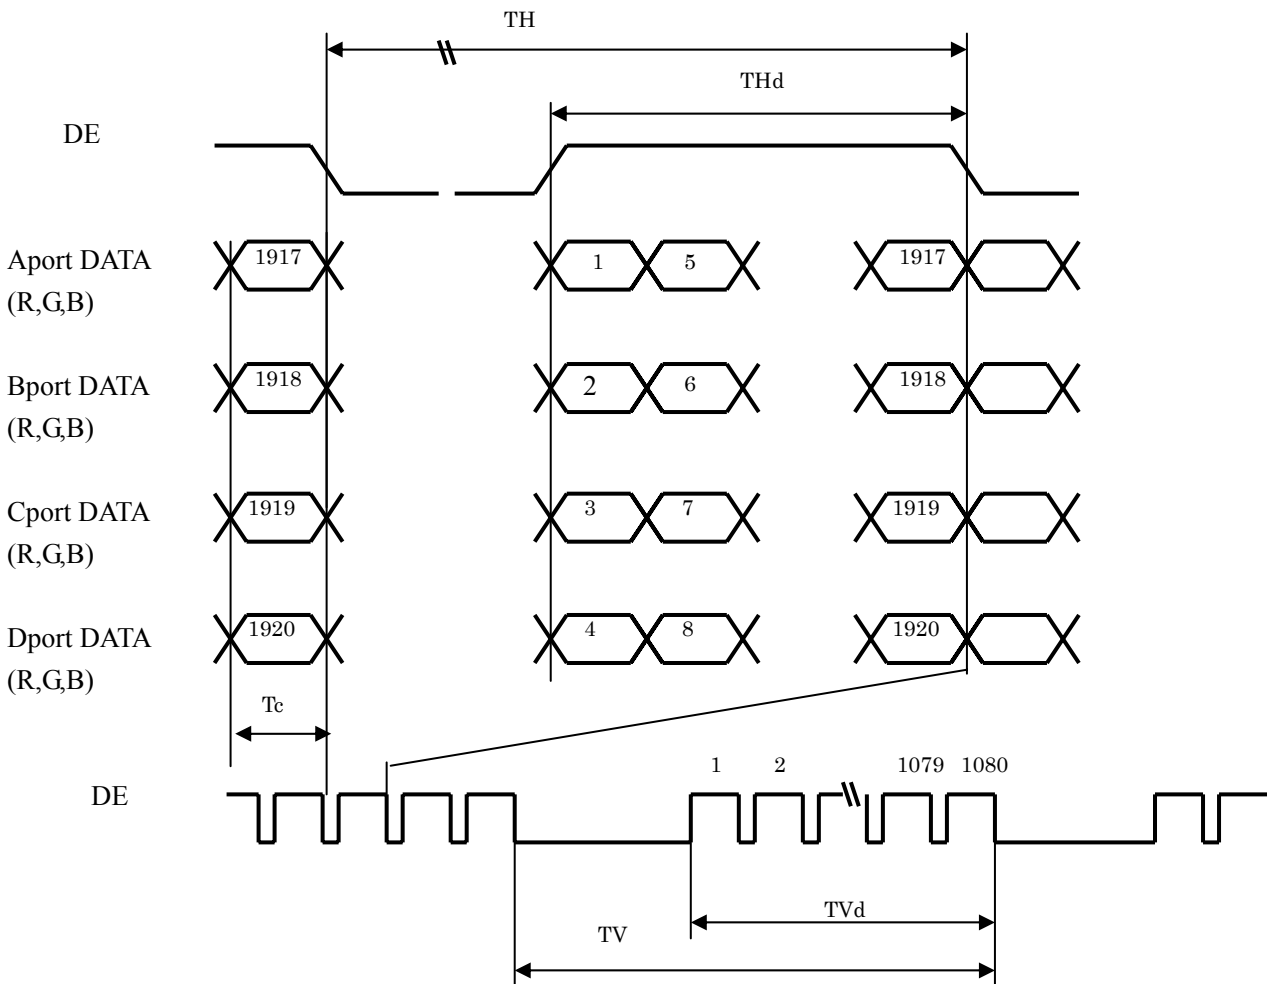 TH
THd
DE
Aport DATA 1917 1 5 1917
(R,G,B)
Bport DATA 1918 2 6 1918
(R,G,B)
Cport DATA 1919 3 7 1919
(R,G,B)
Dport DATA 1920 4 8 1920
(R,G,B)
Tc
1 2 1079 1080
DE
TVd
TV